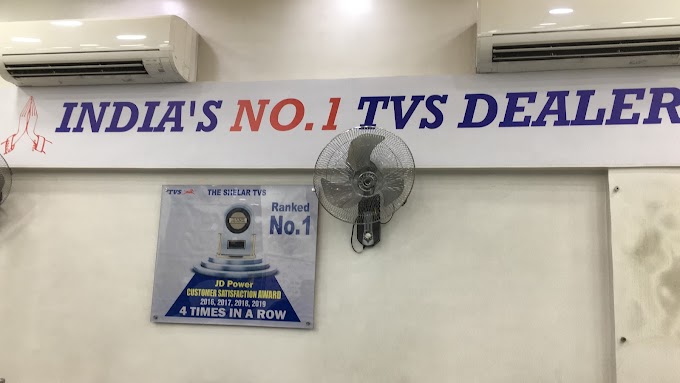 INDIA'S NO.1 TVS DEALER
TVS THE SHELAR TVS
Ranked
No.1
JD Power
CUSTOMER SATISFACTION AWARD
2016, 2017, 2018, 2019
4 TIMES IN A ROW